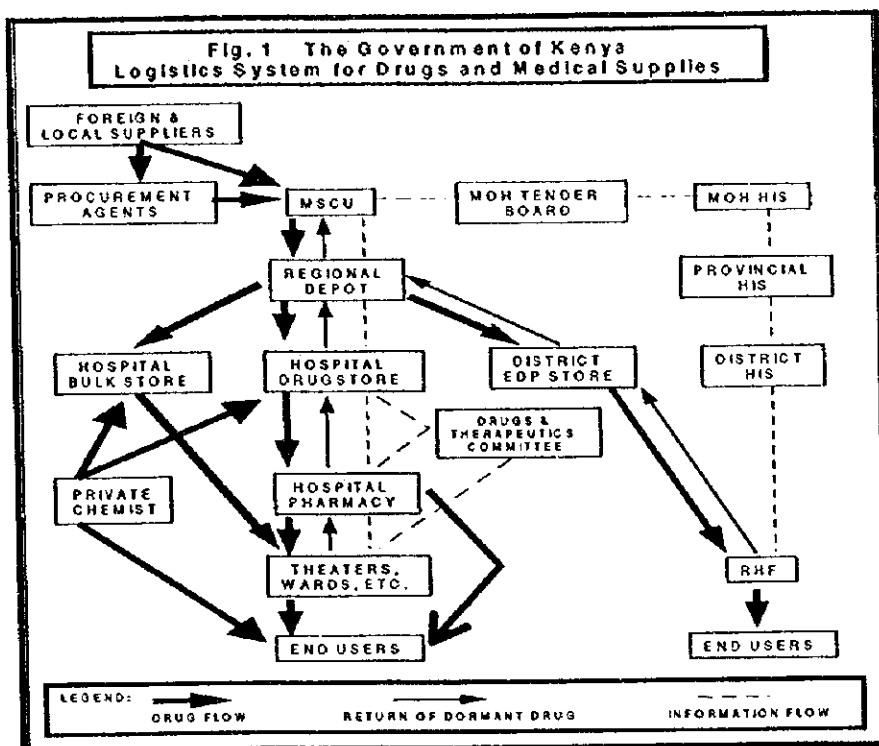 Fig. 1 The Government of Kenya
Logistics System for Drugs and Medical Supplies
FOREIGN &
LOCAL SUPPLIERS
PROCUREMENT
AGENTS
MSCU
MOH TENDER
BOARD
MOH HIS
REGIONAL
DEPOT
PROVINCIAL
HIS
HOSPITAL
BULK STORE
HOSPITAL
DRUGSTORE
DISTRICT
EDP STORE
DISTRICT
HIS
DRUGS &
THERAPEUTICS
COMMITTEE
PRIVATE
CHEMIST
HOSPITAL
PHARMACY
THEATERS,
WARDS, ETC.
RHF
END USERS
END USERS
LEGEND:
DRUG FLOW
RETURN OF DORMANT DRUG
INFORMATION FLOW